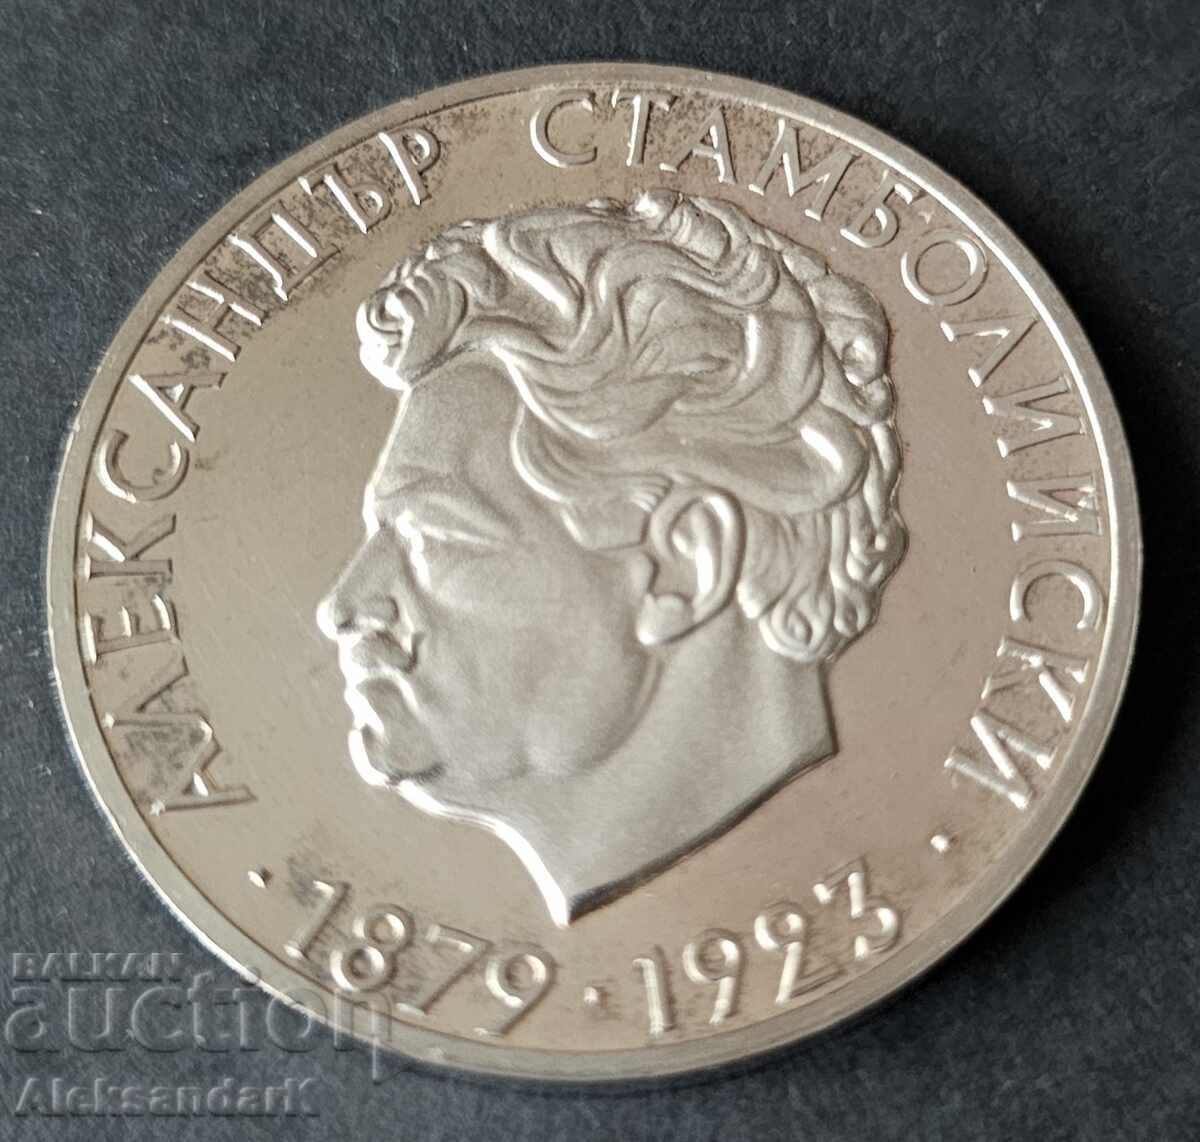 АЛЕКСАНДЪР СТАМБОЛИЙСКИ
· 1879 · 1923 ·
BALKAN
auction
AleksandarK